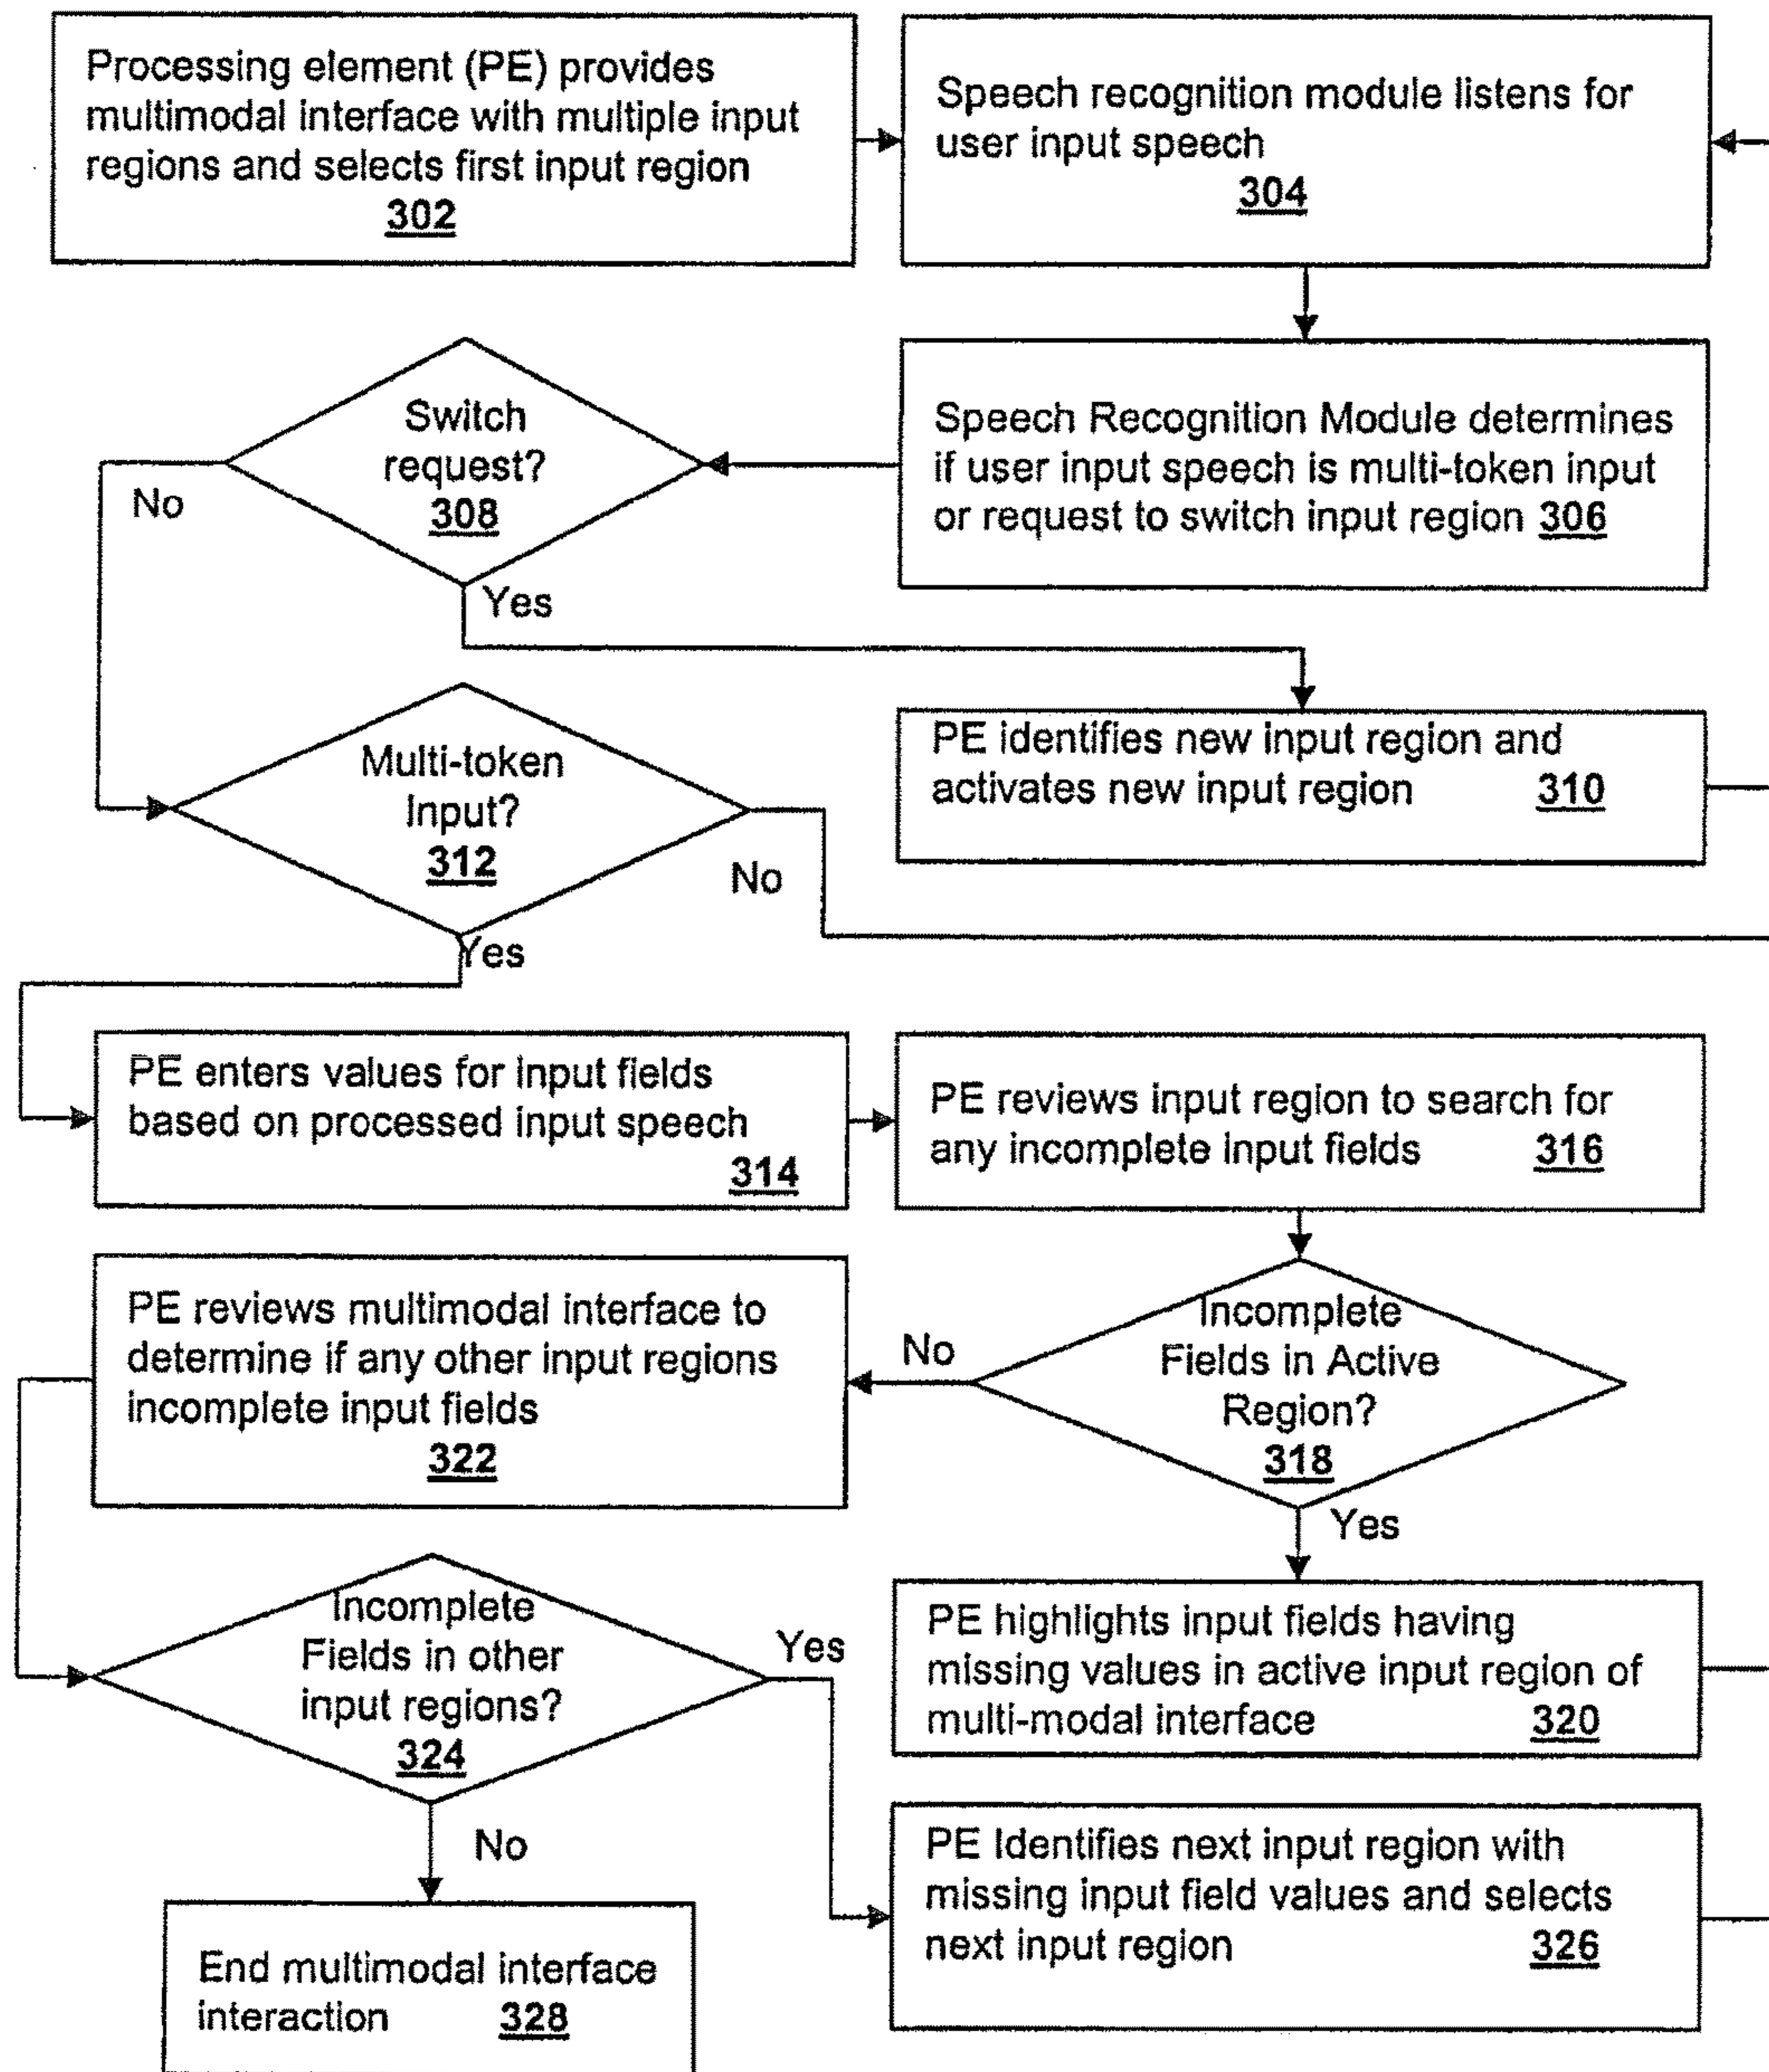 Processing element (PE) provides
multimodal interface with multiple input
regions and selects first input region
302
Speech recognition module listens for
user input speech
304
Speech Recognition Module determines
if user input speech is multi-token input
or request to switch input region 306
Switch
request?
308
No
Yes
PE identifies new input region and
activates new input region 310
Multi-token
Input?
312
No
Yes
PE enters values for input fields
based on processed input speech
314
PE reviews input region to search for
any incomplete input fields 316
Incomplete
Fields in Active
Region?
318
No
Yes
PE reviews multimodal interface to
determine if any other input regions
incomplete input fields
322
PE highlights input fields having
missing values in active input region of
multi-modal interface 320
Incomplete
Fields in other
input regions?
324
Yes
No
PE Identifies next input region with
missing input field values and selects
next input region 326
End multimodal interface
interaction 328